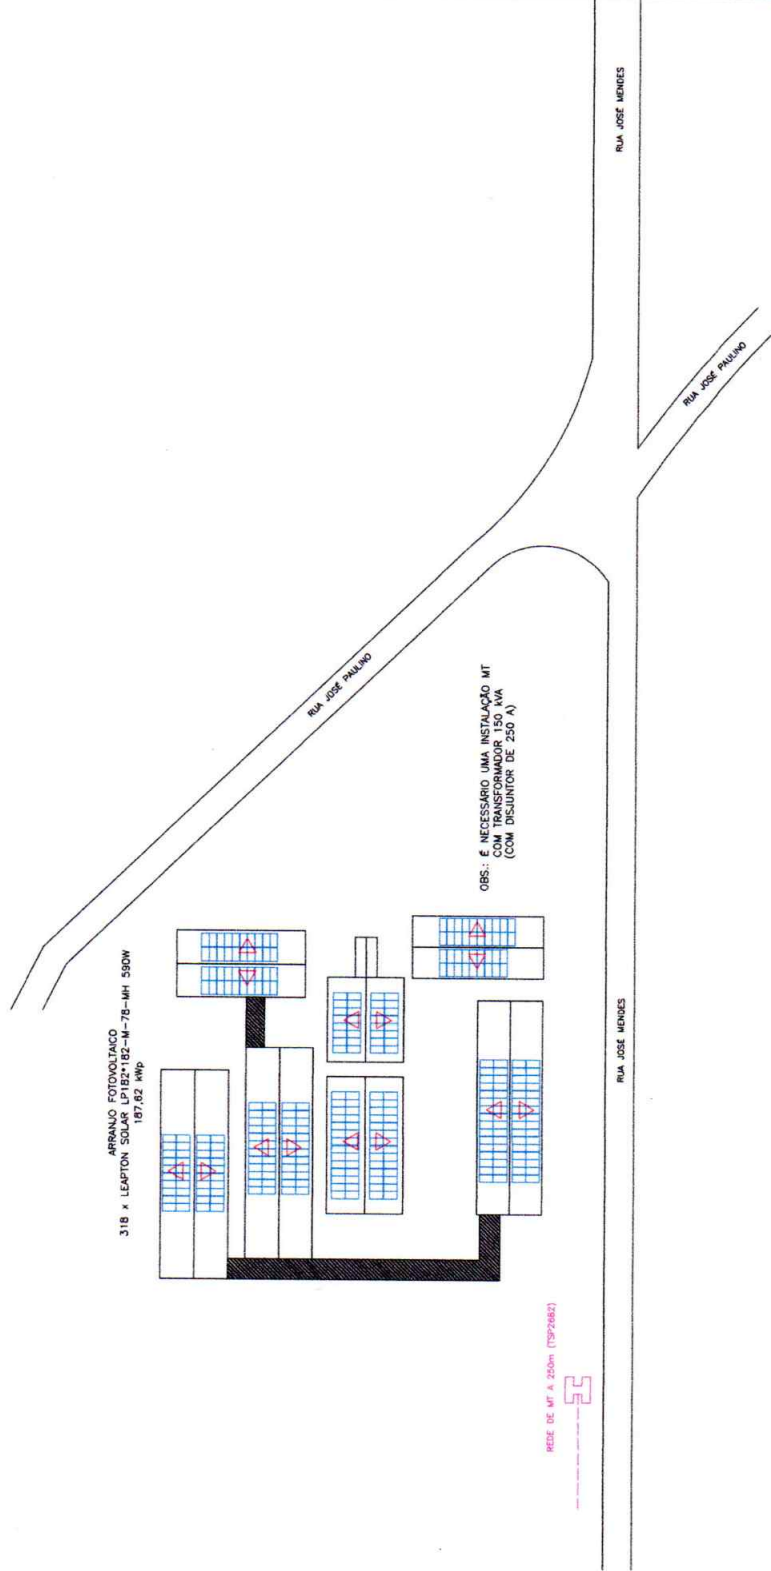 ARRANJO FOTOVOLTAICO
318 x LEAPTON SOLAR LP182*182-M-78-MH 590W
187,62 kWp
RUA JOSÉ PAULINO
RUA JOSÉ MENDES
RUA JOSÉ PAULINO
OBS.: É NECESSÁRIO UMA INSTALAÇÃO MT
COM TRANSFORMADOR 150 kVA
(COM DISJUNTOR DE 250 A)
REDE DE MT A 250m (TSP2682)
RUA JOSÉ MENDES